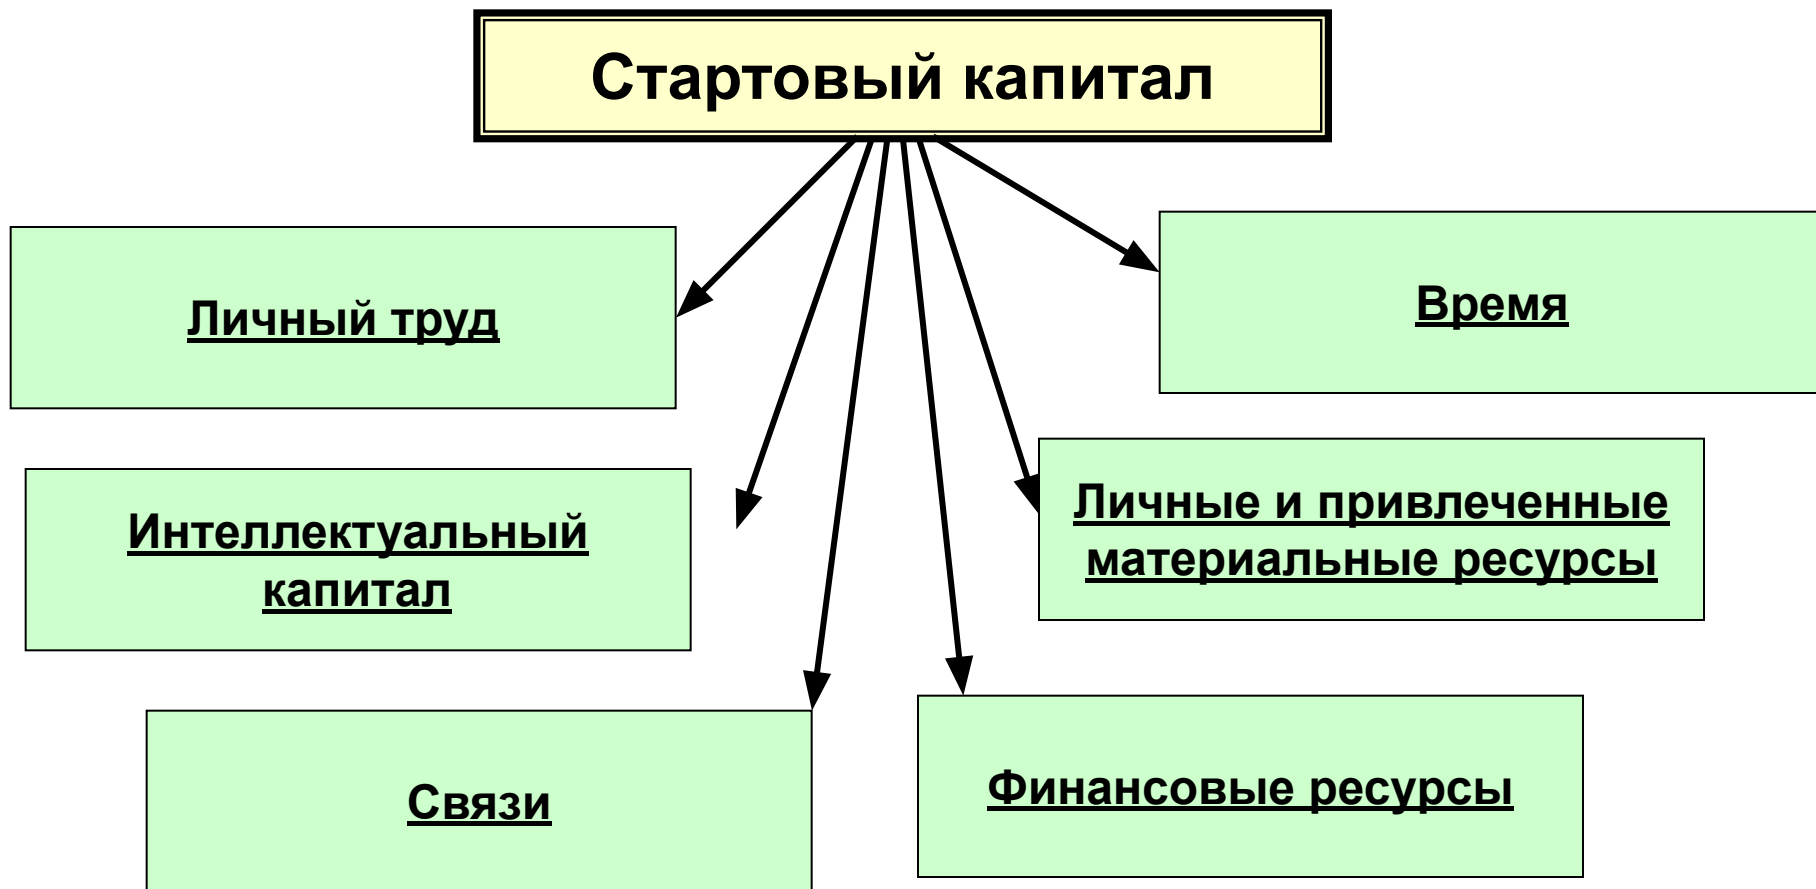 Стартовый капитал
Личный труд
Время
Интеллектуальный
капитал
Личные и привлеченные
материальные ресурсы
Связи
Финансовые ресурсы